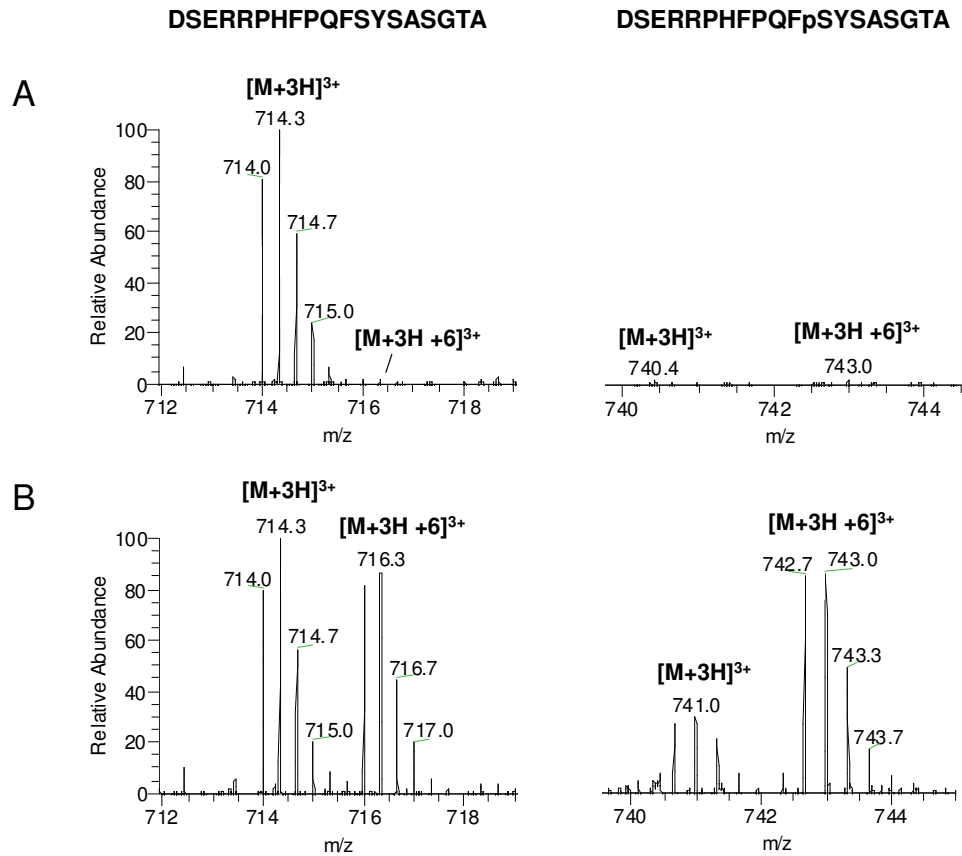 DSERRPHFPQFSYSASGTA
DSERRPHFPQFpSYSASGTA
A
[M+3H]³⁺
714.3
714.0
714.7
715.0
[M+3H +6]³⁺
100
80
60
40
20
0
Relative Abundance
712 714 716 718
m/z
[M+3H]³⁺
740.4
[M+3H +6]³⁺
743.0
740 742 744
m/z
B
[M+3H]³⁺
714.3
714.0
714.7
715.0
[M+3H +6]³⁺
716.3
716.7
717.0
100
80
60
40
20
0
Relative Abundance
712 714 716 718
m/z
[M+3H]³⁺
741.0
[M+3H +6]³⁺
742.7
743.0
743.3
743.7
740 742 744
m/z